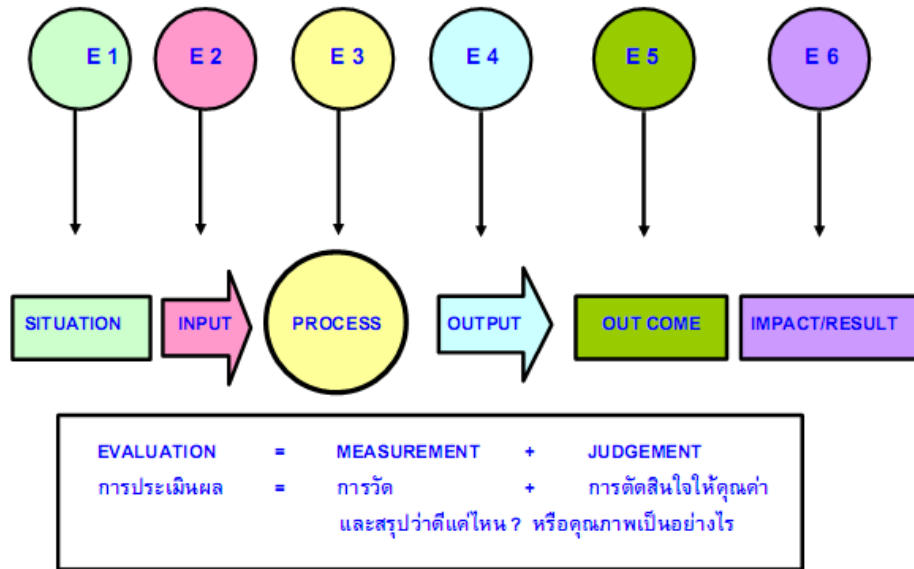 E 1 E 2 E 3 E 4 E 5 E 6
SITUATION INPUT PROCESS OUTPUT OUT COME IMPACT/RESULT
EVALUATION = MEASUREMENT + JUDGEMENT
การประเมินผล = การวัด + การตัดสินใจให้คุณค่า
และสรุปว่าดีแค่ไหน ? หรือคุณภาพเป็นอย่างไร